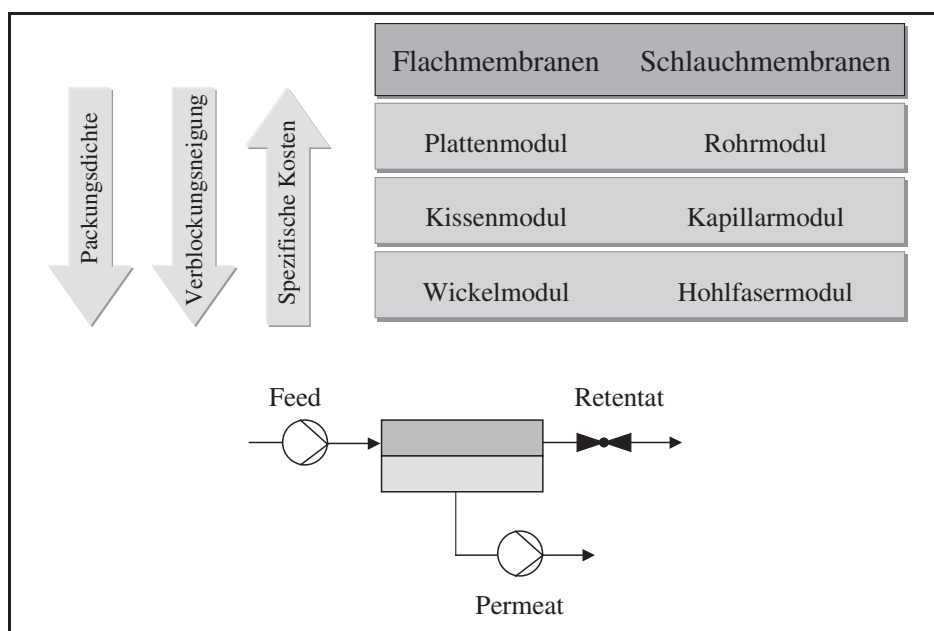 Flachmembranen Schlauchmembranen
Packungsdichte
Verblockungsneigung
Spezifische Kosten
Plattenmodul Rohrmodul
Kissenmodul Kapillarmodul
Wickelmodul Hohlfasermodul
Feed Retentat
Permeat